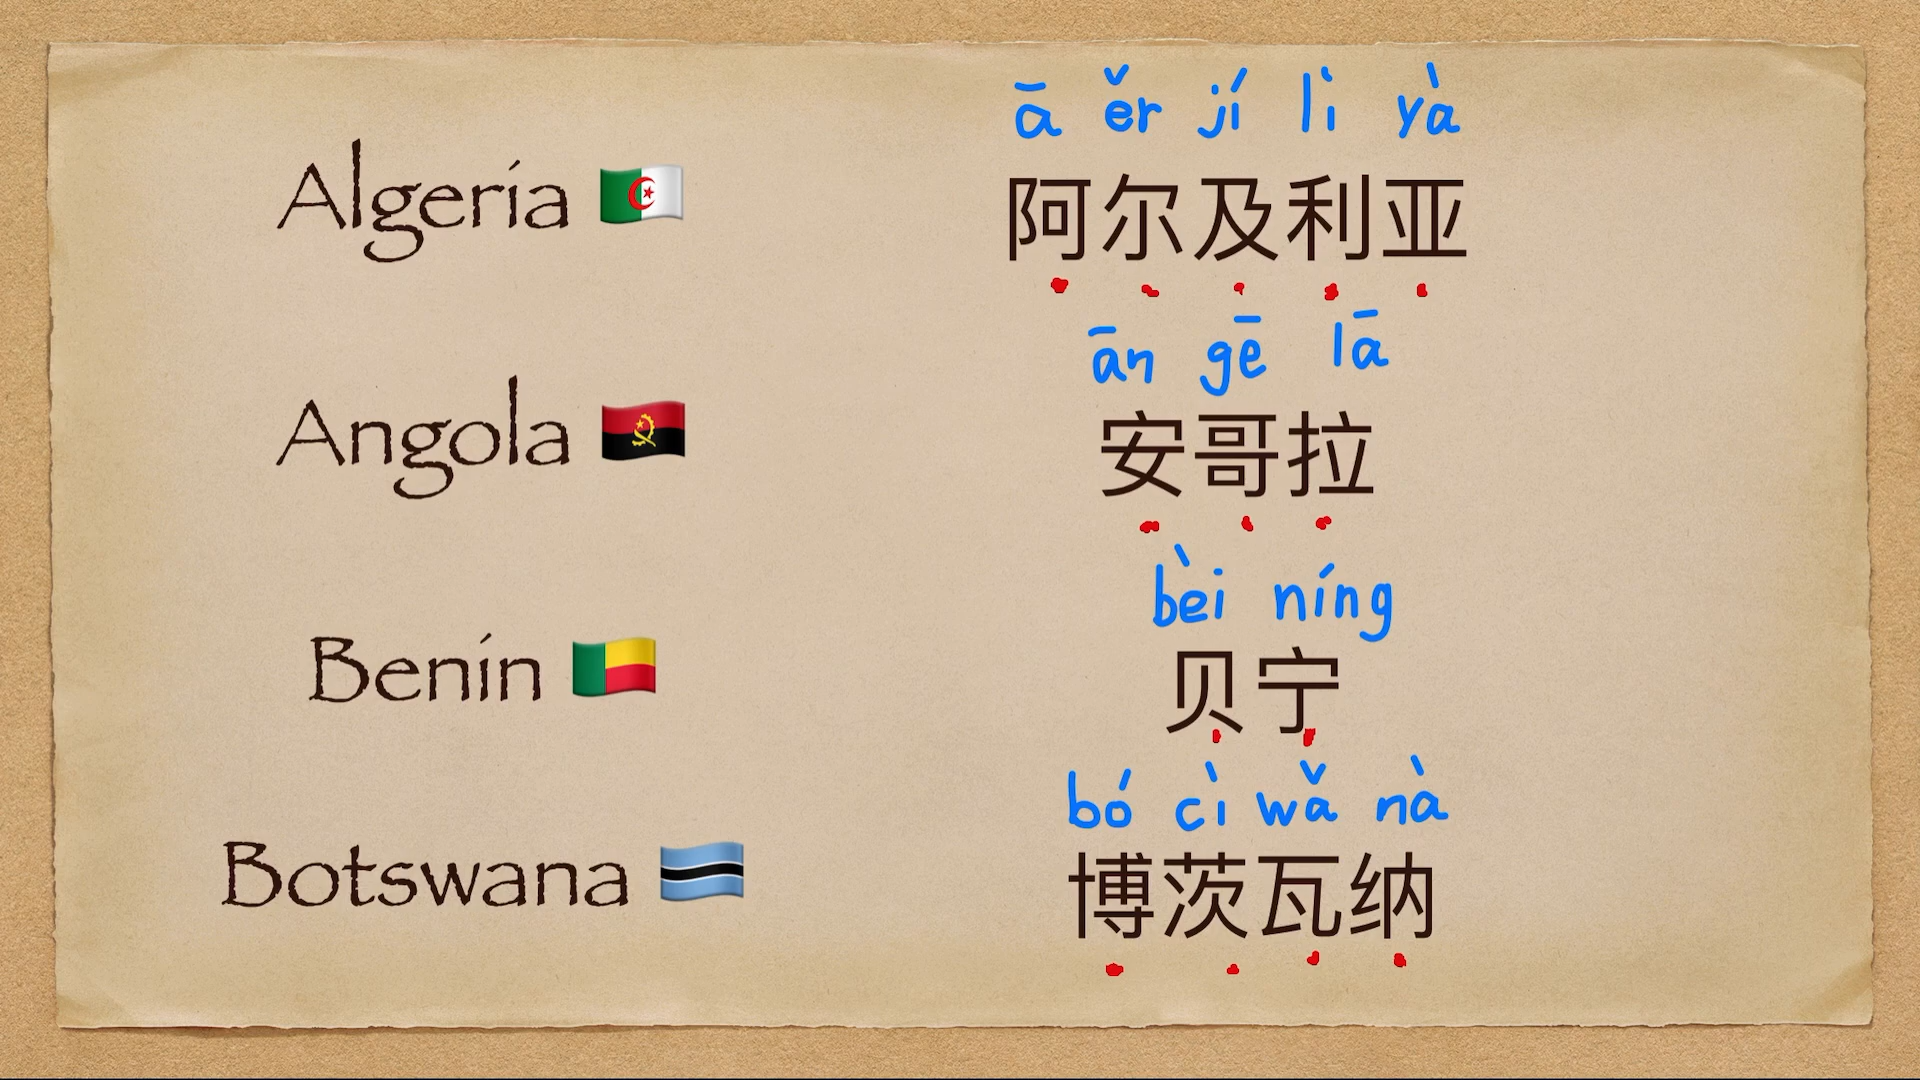 ā ěr jí lì yà
Algeria 🇩🇿 阿尔及利亚
ān gē lā
Angola 🇦🇴 安哥拉
bèi níng
Benin 🇧🇯 贝宁
bó cì wǎ nà
Botswana 🇧🇼 博茨瓦纳